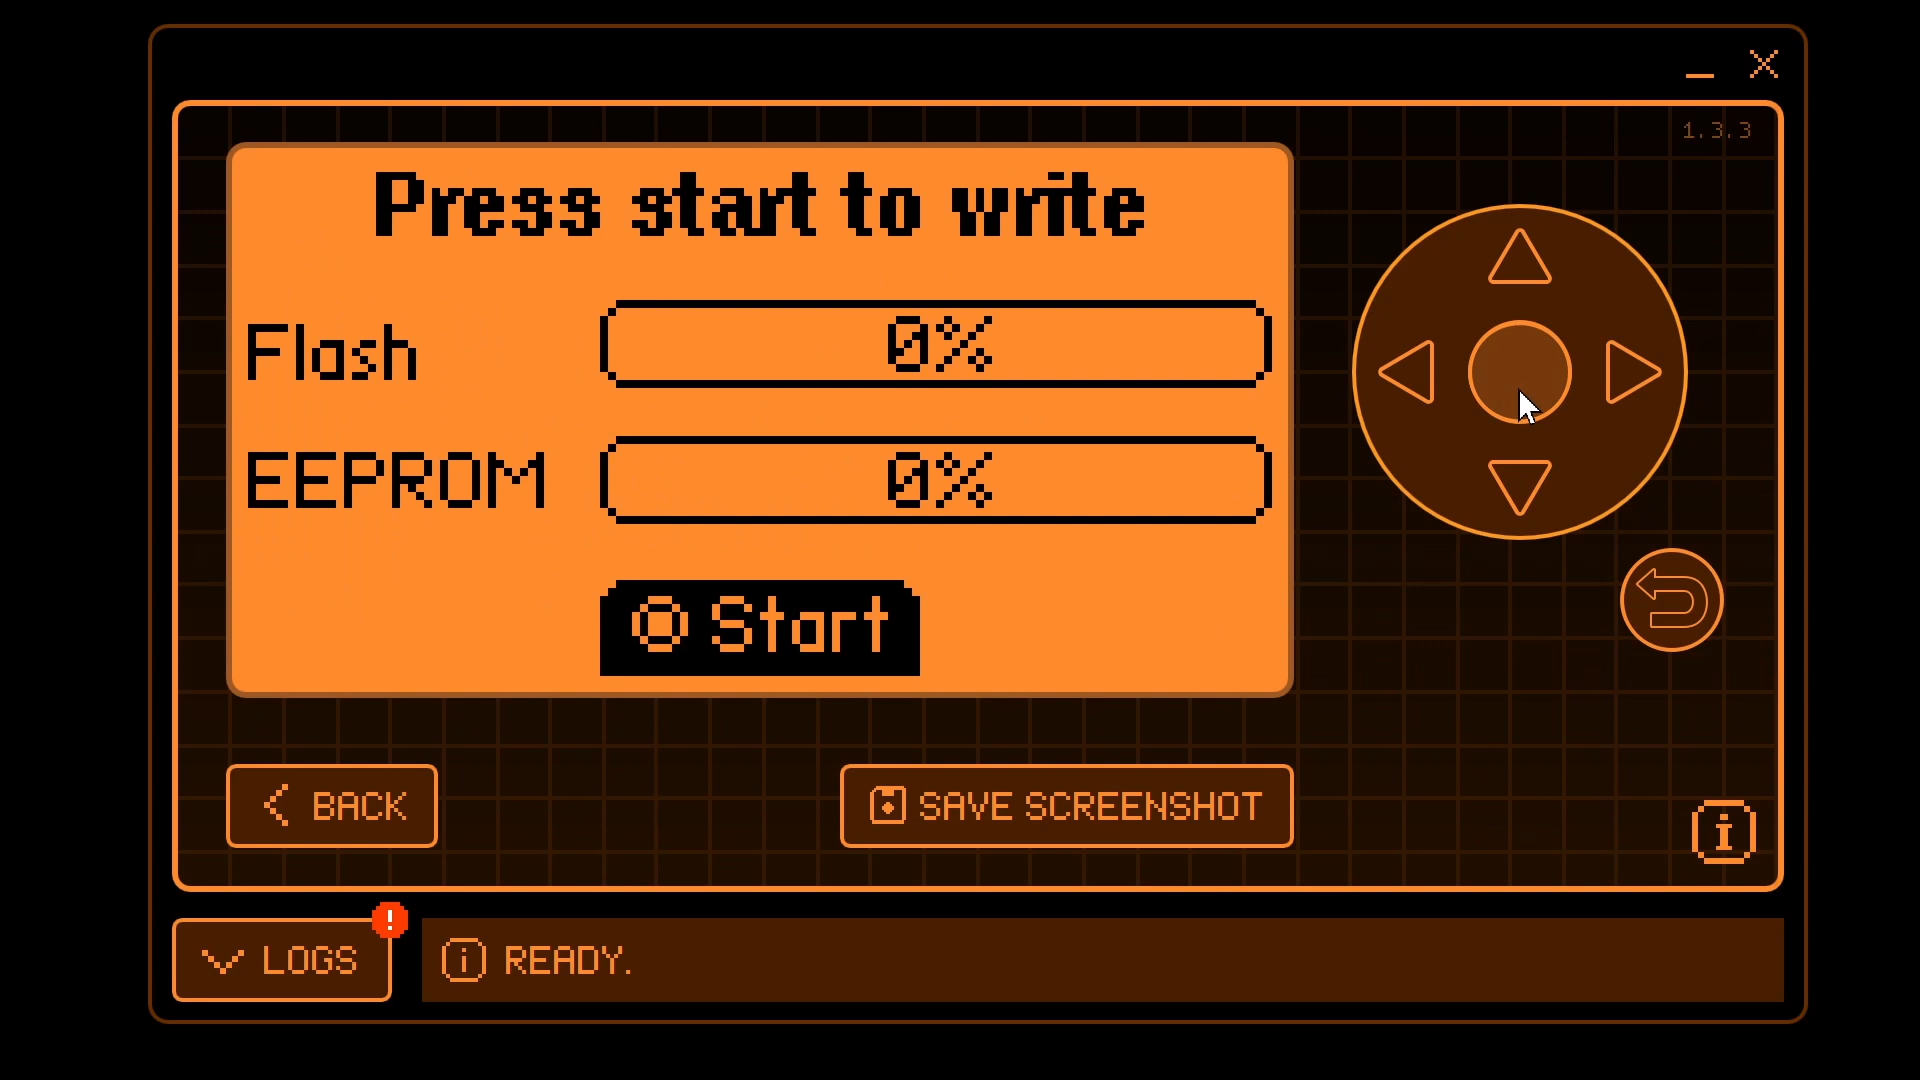 1.3.3
Press start to write
Flash 0%
EEPROM 0%
Start
BACK
SAVE SCREENSHOT
LOGS
READY.